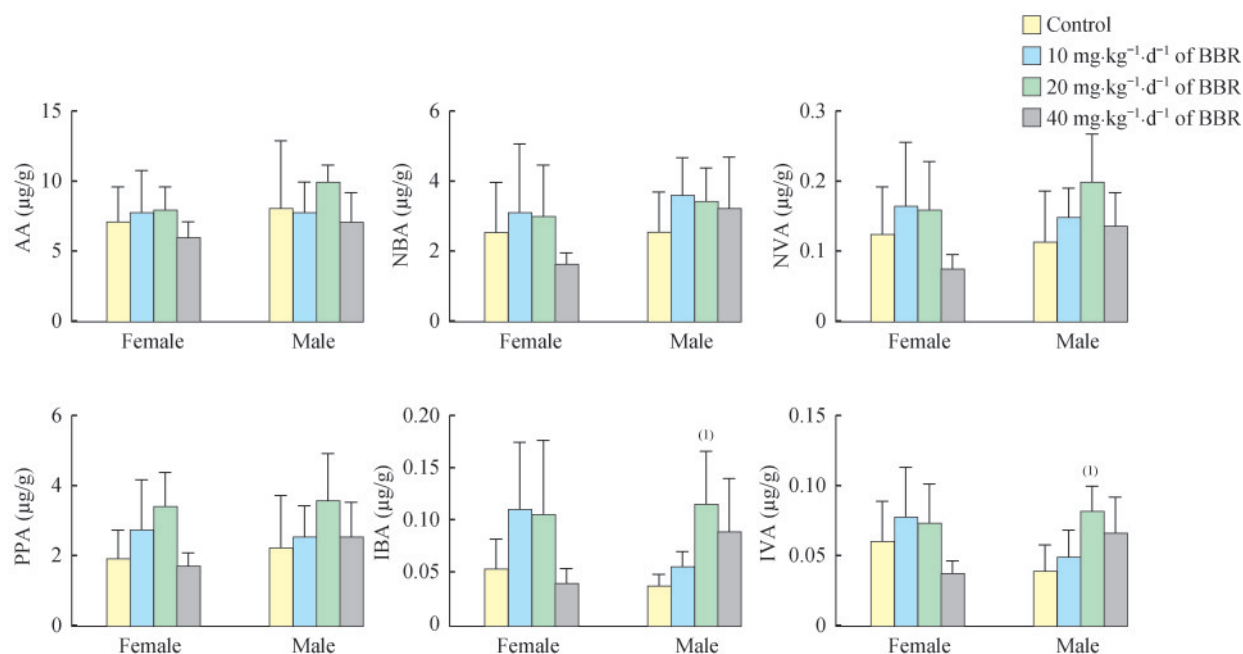 Control
10 mg·kg⁻¹·d⁻¹ of BBR
20 mg·kg⁻¹·d⁻¹ of BBR
40 mg·kg⁻¹·d⁻¹ of BBR
AA (μg/g)
15
10
5
0
Female
Male
NBA (μg/g)
6
4
2
0
Female
Male
NVA (μg/g)
0.3
0.2
0.1
0
Female
Male
PPA (μg/g)
6
4
2
0
Female
Male
IBA (μg/g)
0.20
0.15
0.10
0.05
0
(1)
Female
Male
IVA (μg/g)
0.15
0.10
0.05
0
(1)
Female
Male